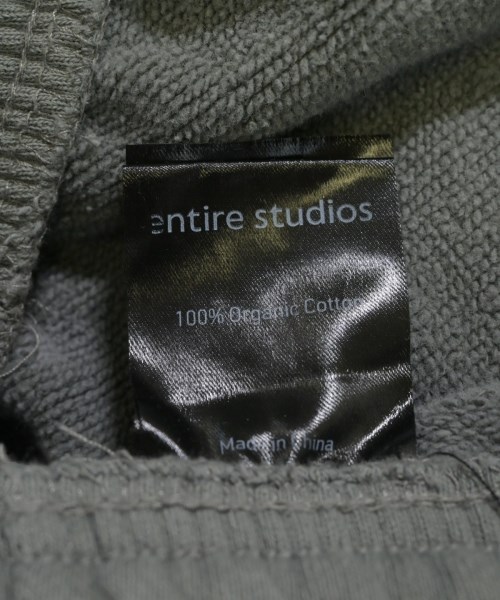 entire studios
100% Organic Cotton
Made in China